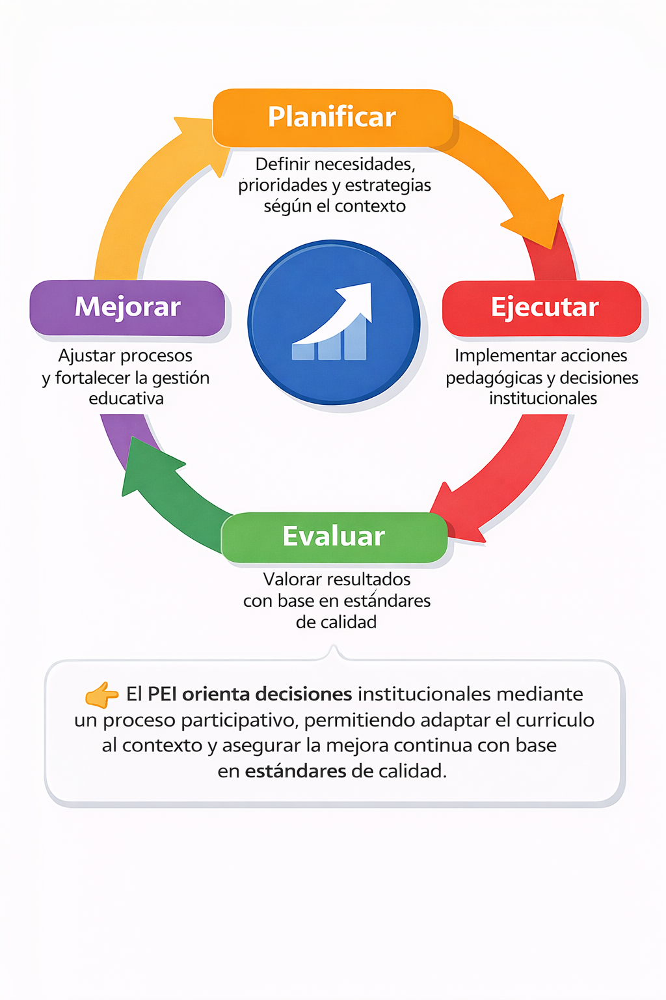 Planificar
Definir necesidades,
prioridades y estrategias
ségún el contexto
Mejorar
Ajustar procesos
y fortalecer la gestión
educativa
Ejecutar
Implementar acciones
pedagógicas y decisiones
institucionales
Evaluar
Valorar resultados
con base en estándares
de calidad
👉 El PEI orienta decisiones institucionales mediante
un proceso participativo, permitiendo adaptar el curriculo
al contexto y asegurar la mejora continua con base
en estándares de calidad.